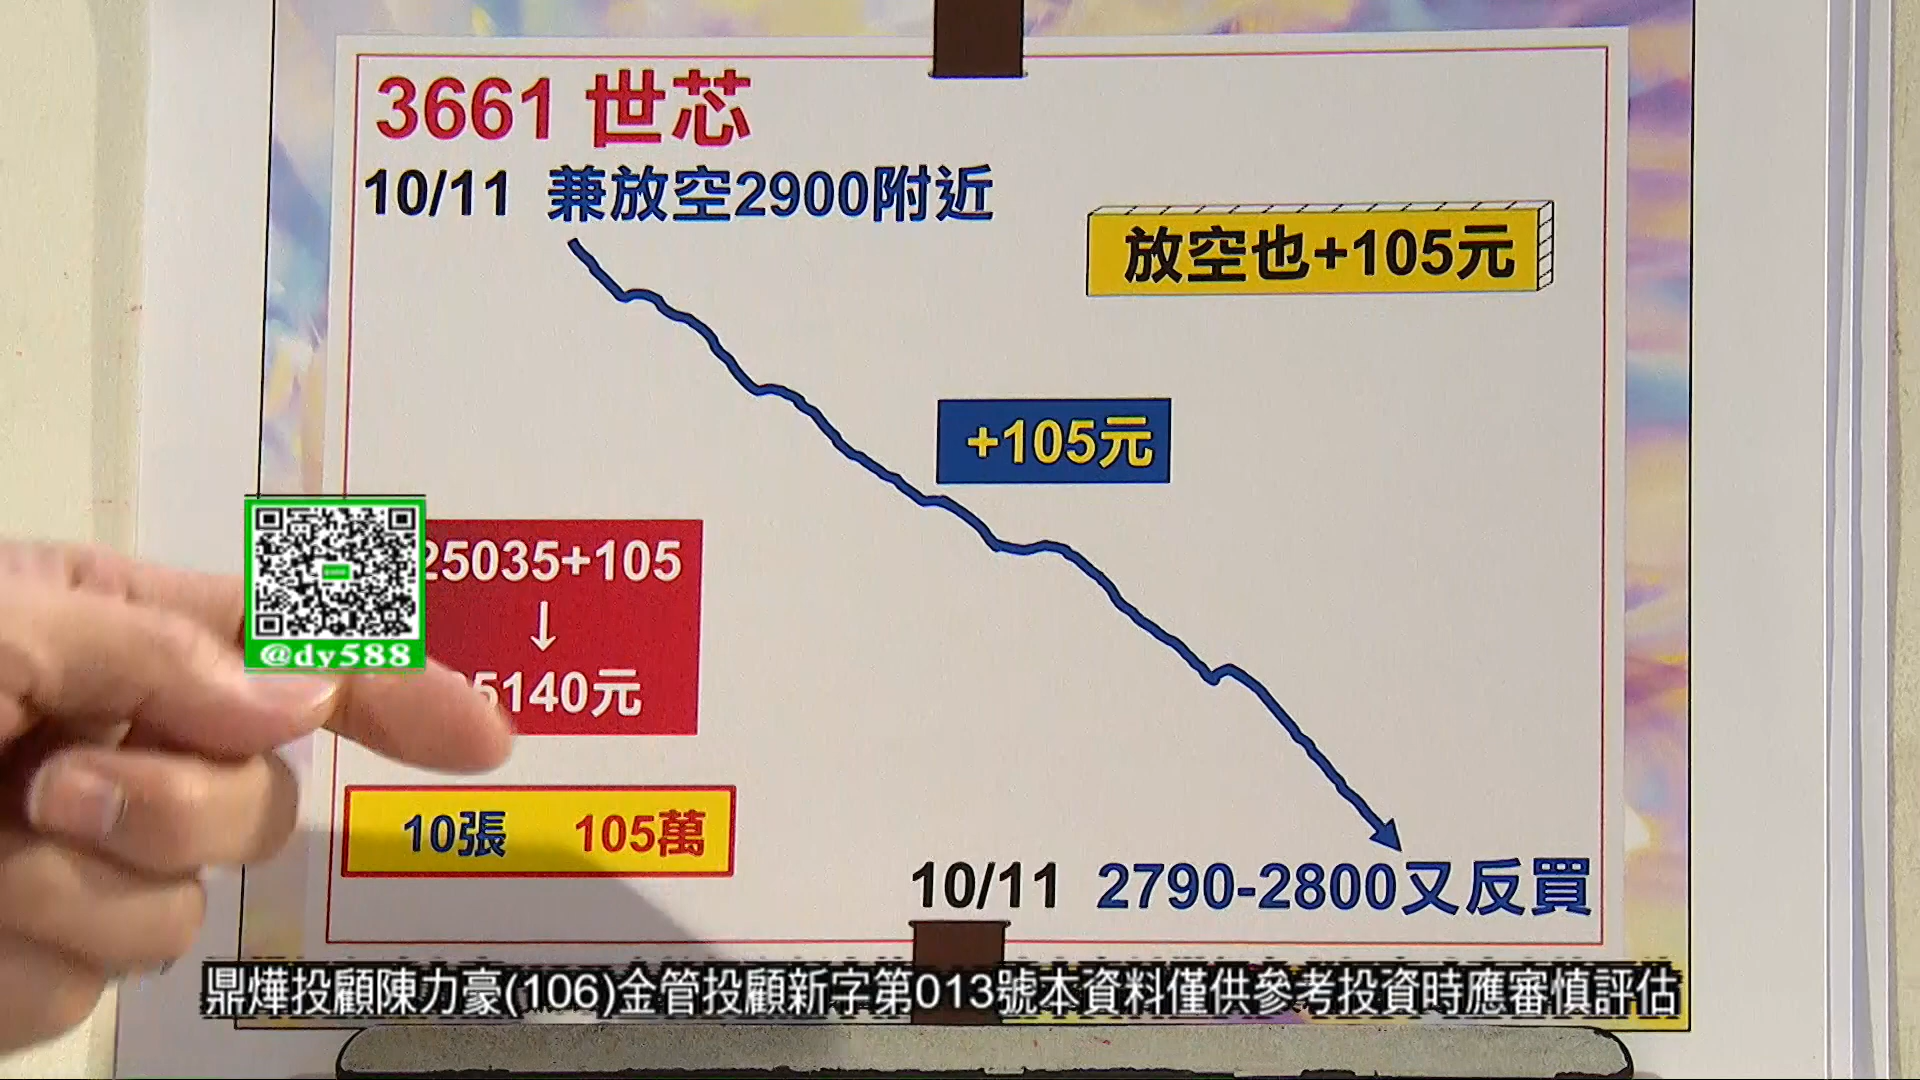 3661 世芯
10/11 兼放空2900附近
放空也+105元
+105元
25035+105
↓
5140元
@dy588
10張 105萬
10/11 2790-2800又反買
鼎燁投顧陳力豪(106)金管投顧新字第013號本資料僅供參考投資時應審慎評估